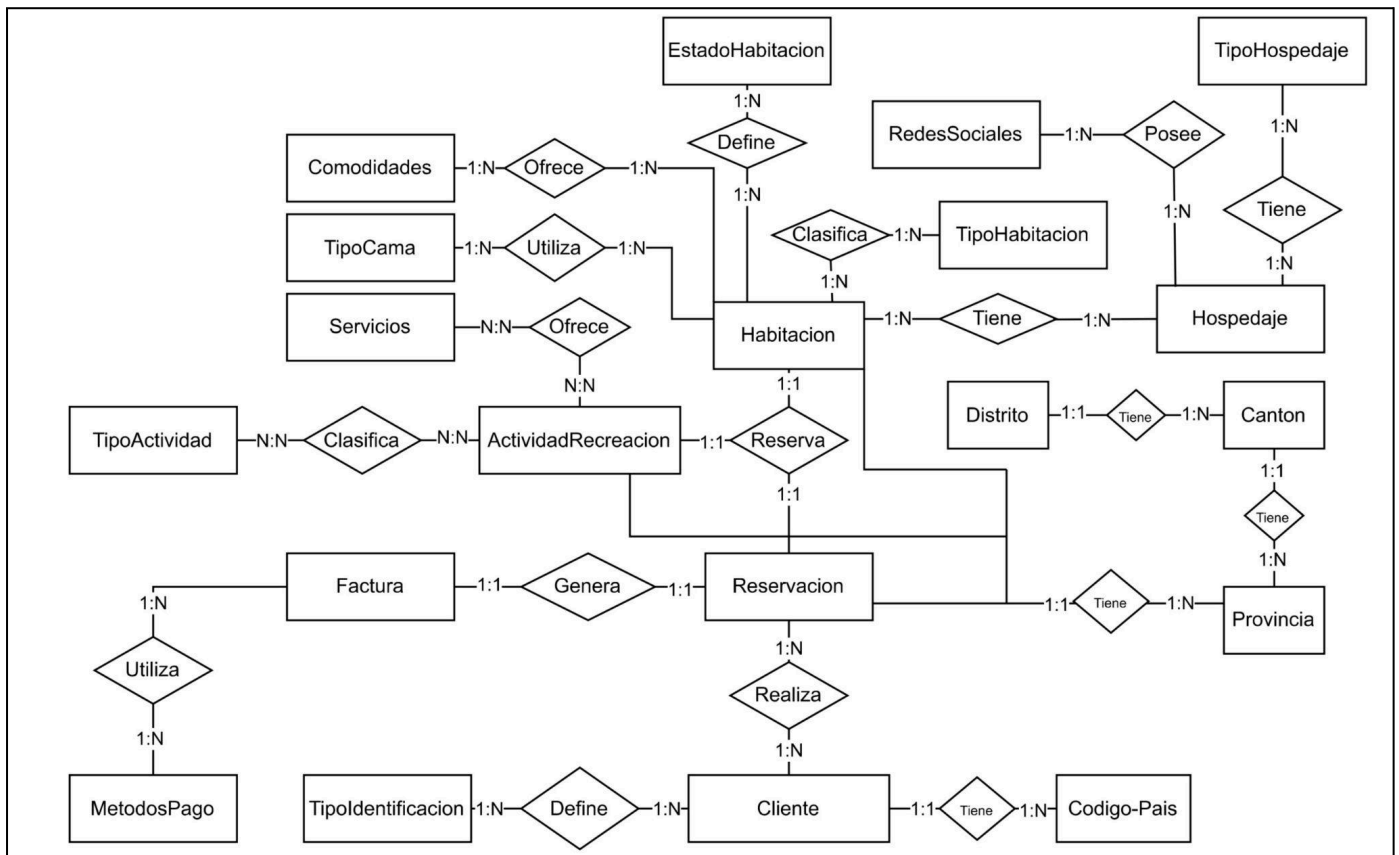 EstadoHabitacion
TipoHospedaje
1:N
RedesSociales
1:N
Posee
1:N
Define
Comodidades
1:N
Ofrece
1:N
1:N
1:N
Tiene
Clasifica
1:N
TipoHabitacion
TipoCama
1:N
Utiliza
1:N
1:N
1:N
Servicios
N:N
Ofrece
Habitacion
1:N
Tiene
1:N
Hospedaje
N:N
1:1
TipoActividad
N:N
Clasifica
N:N
ActividadRecreacion
1:1
Reserva
Distrito
1:1
Tiene
1:N
Canton
1:1
1:1
Tiene
1:N
Factura
1:1
Genera
1:1
Reservacion
1:1
Tiene
1:N
Provincia
1:N
Utiliza
1:N
Realiza
1:N
1:N
MetodosPago
TipoIdentificacion
1:N
Define
1:N
Cliente
1:1
Tiene
1:N
Codigo-Pais